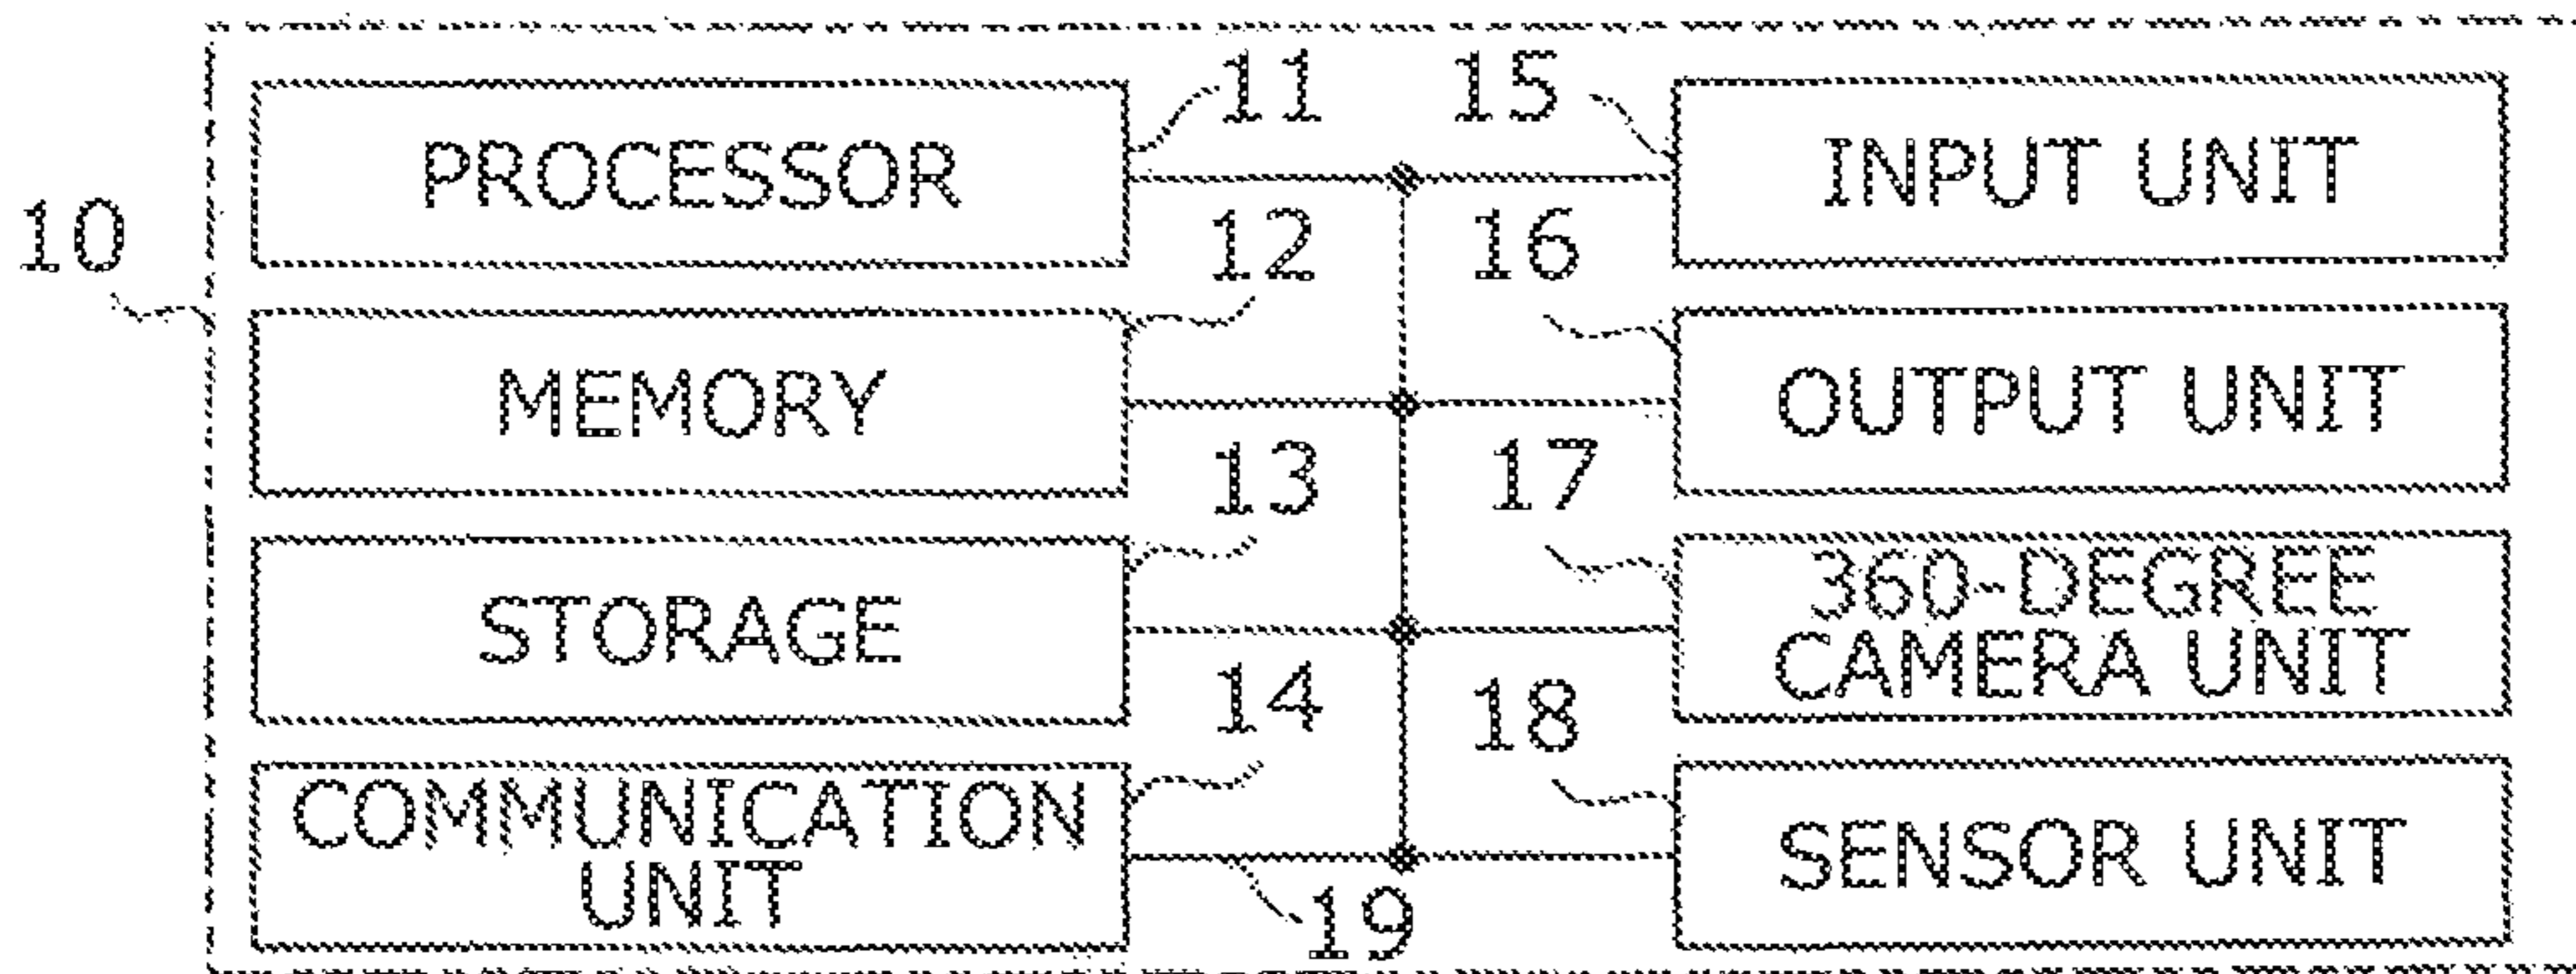 11 15
PROCESSOR INPUT UNIT
10 12 16
MEMORY OUTPUT UNIT
13 17
STORAGE 360-DEGREE
CAMERA UNIT
14 18
COMMUNICATION
UNIT SENSOR UNIT
19